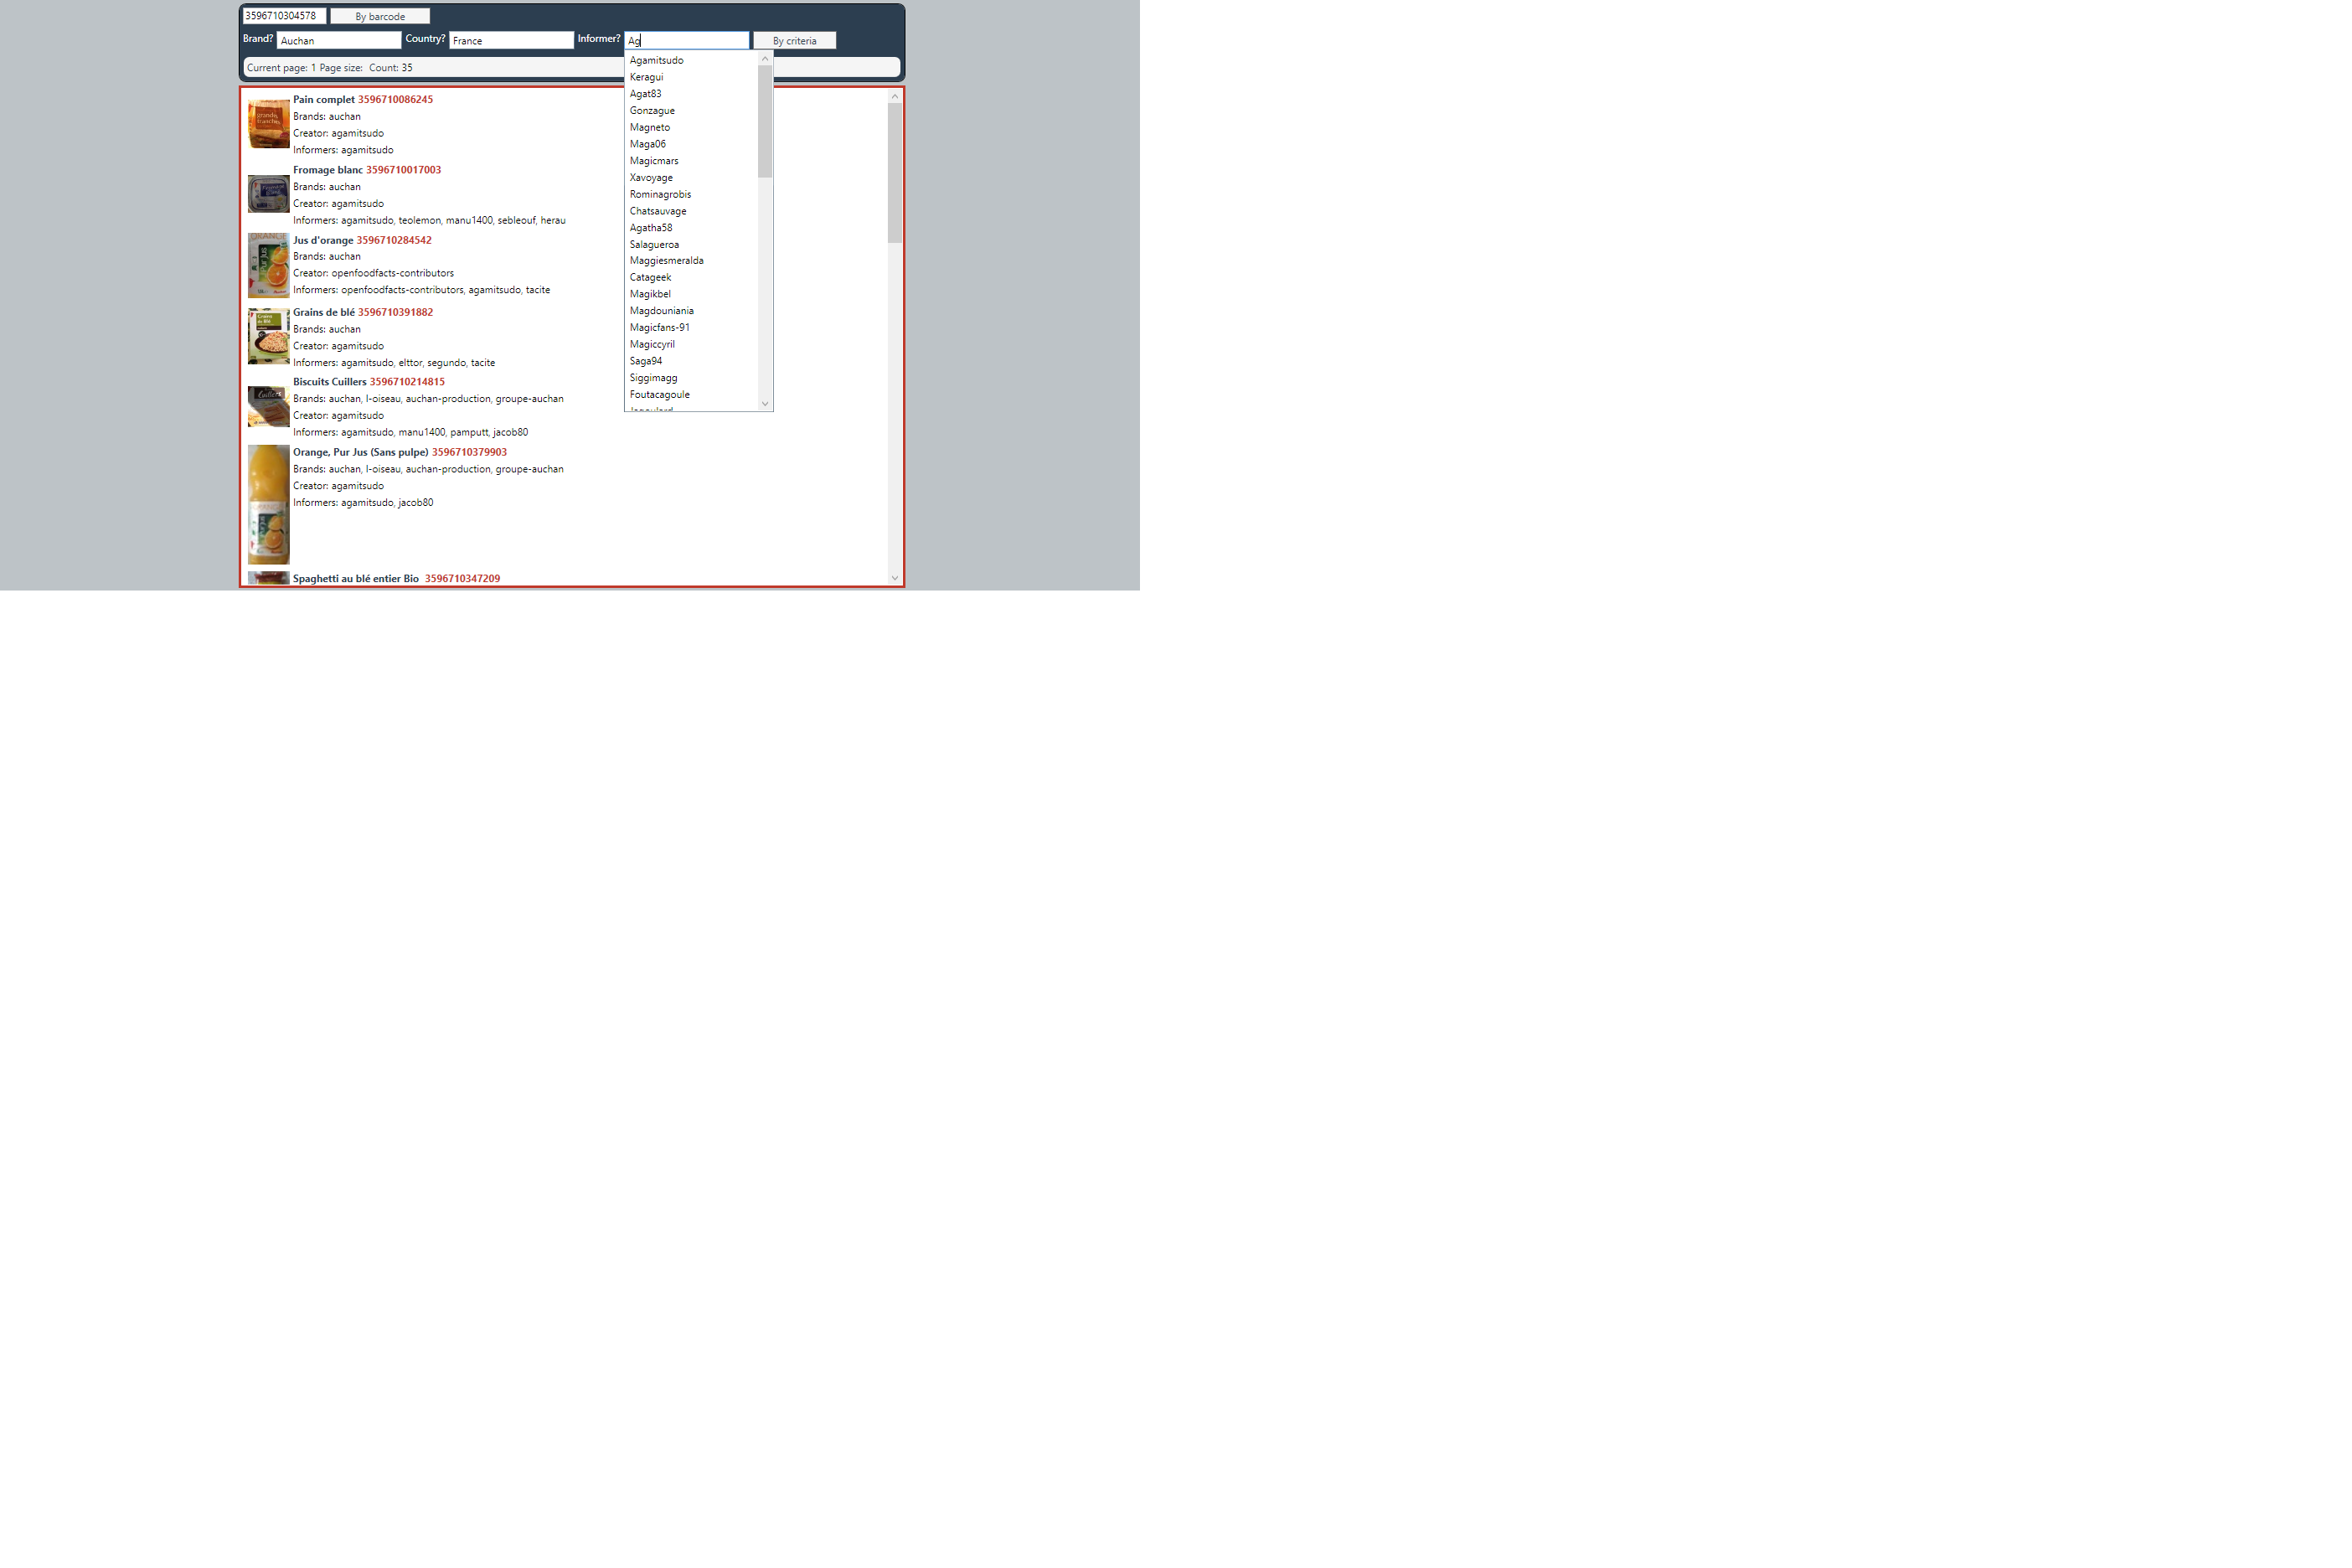 3596710304578 By barcode
Brand? Auchan Country? France Informer? Ag By criteria
Current page: 1 Page size: Count: 35
Agamitsudo
Keragui
Agat83
Gonzague
Magneto
Maga06
Magicmars
Xavoyage
Rominagrobis
Chatsauvage
Agatha58
Salagueroa
Maggiesmeralda
Catageek
Magikbel
Magdouniania
Magicfans-91
Magiccyril
Saga94
Siggimagg
Foutacagoule
Pain complet 3596710086245
Brands: auchan
Creator: agamitsudo
Informers: agamitsudo
Fromage blanc 3596710017003
Brands: auchan
Creator: agamitsudo
Informers: agamitsudo, teolemon, manu1400, sebleouf, herau
ORANGE
Jus d'orange 3596710284542
Brands: auchan
Creator: openfoodfacts-contributors
Informers: openfoodfacts-contributors, agamitsudo, tacite
Grains de blé 3596710391882
Brands: auchan
Creator: agamitsudo
Informers: agamitsudo, elttor, segundo, tacite
Biscuits Cuillers 3596710214815
Brands: auchan, l-oiseau, auchan-production, groupe-auchan
Creator: agamitsudo
Informers: agamitsudo, manu1400, pamputt, jacob80
Orange, Pur Jus (Sans pulpe) 3596710379903
Brands: auchan, l-oiseau, auchan-production, groupe-auchan
Creator: agamitsudo
Informers: agamitsudo, jacob80
Spaghetti au blé entier Bio 3596710347209